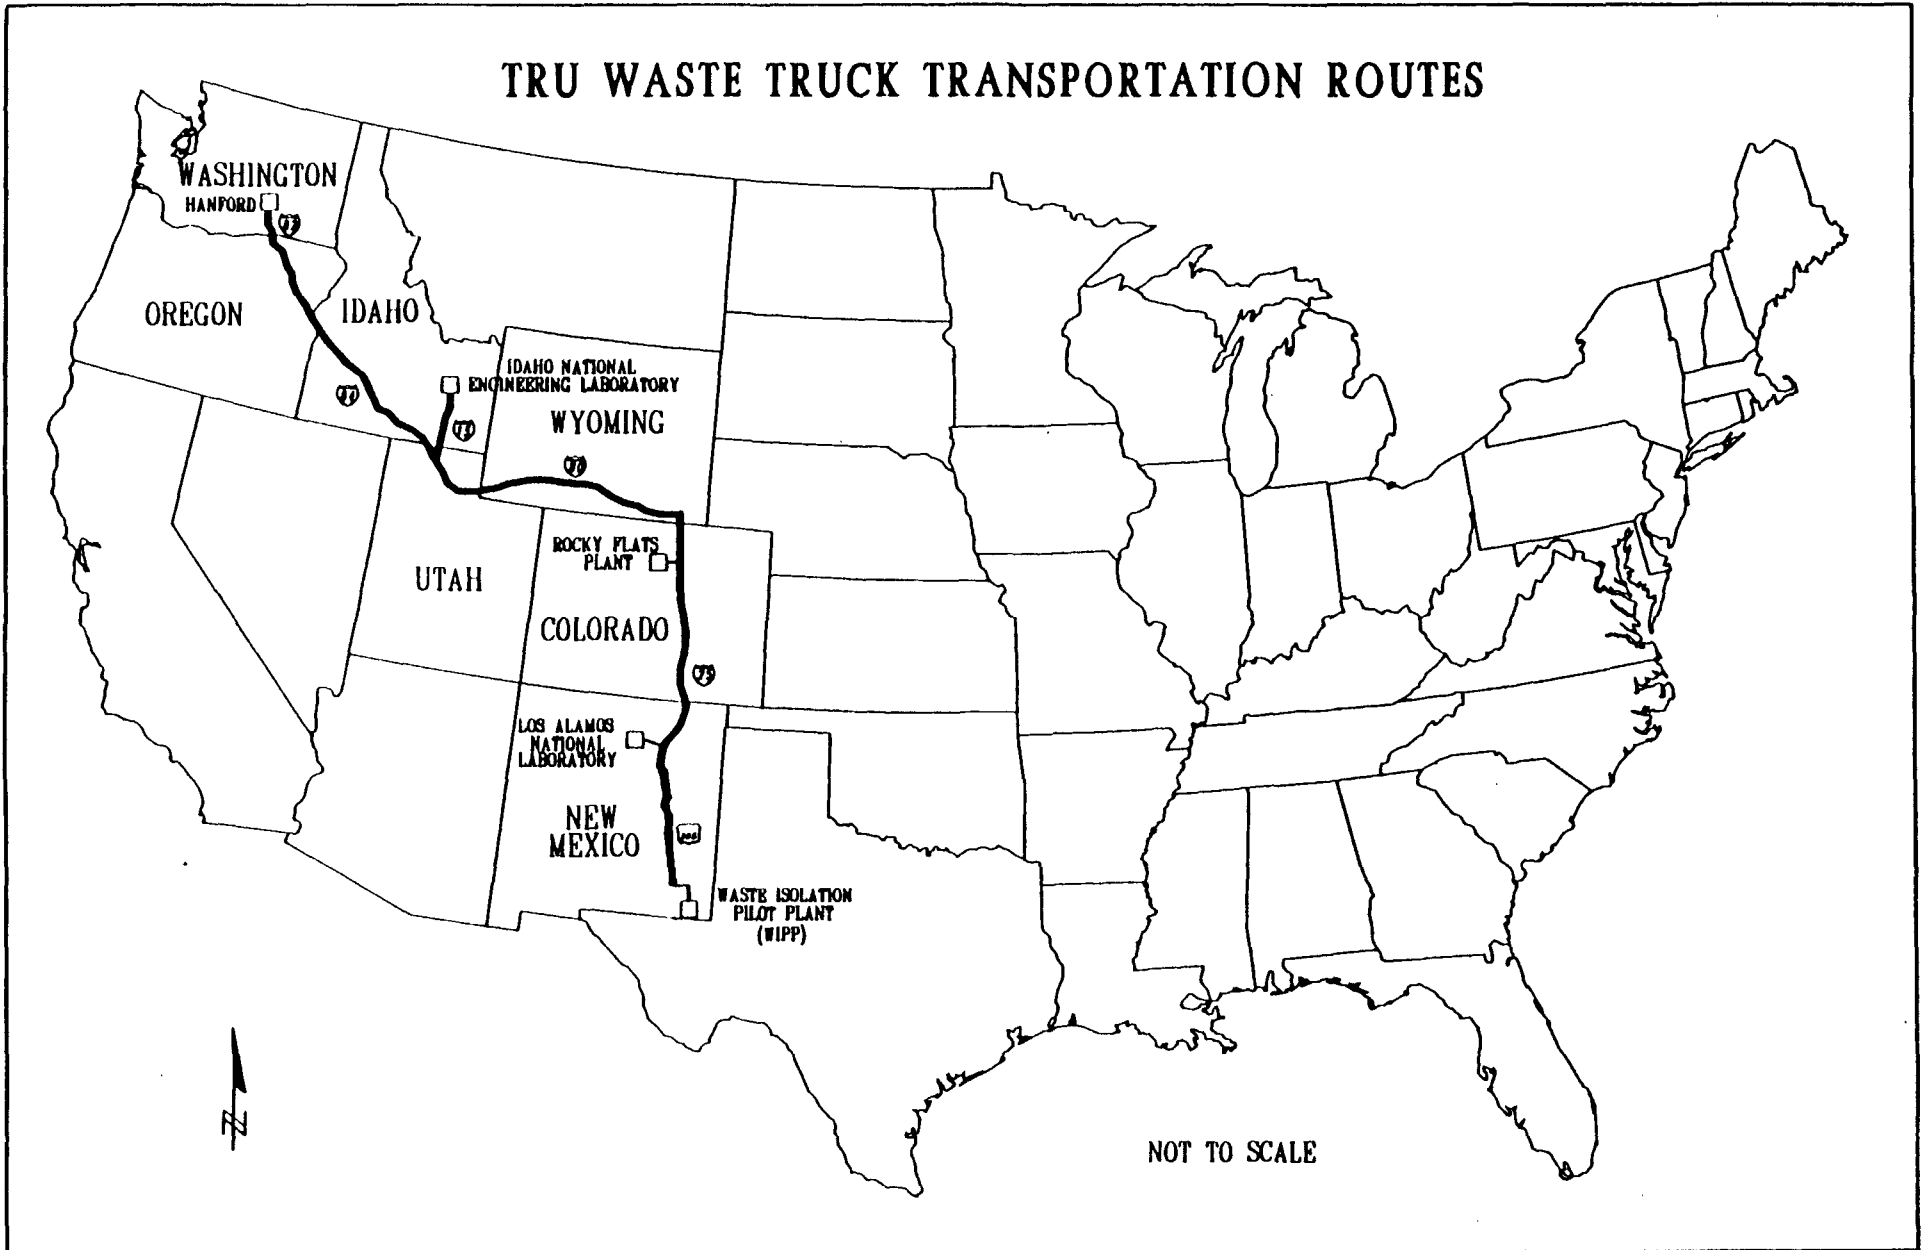 TRU WASTE TRUCK TRANSPORTATION ROUTES
WASHINGTON
HANFORD
OREGON
IDAHO
IDAHO NATIONAL
ENGINEERING LABORATORY
WYOMING
ROCKY FLATS
PLANT
UTAH
COLORADO
LOS ALAMOS
NATIONAL
LABORATORY
NEW
MEXICO
WASTE ISOLATION
PILOT PLANT
(WIPP)
N
NOT TO SCALE